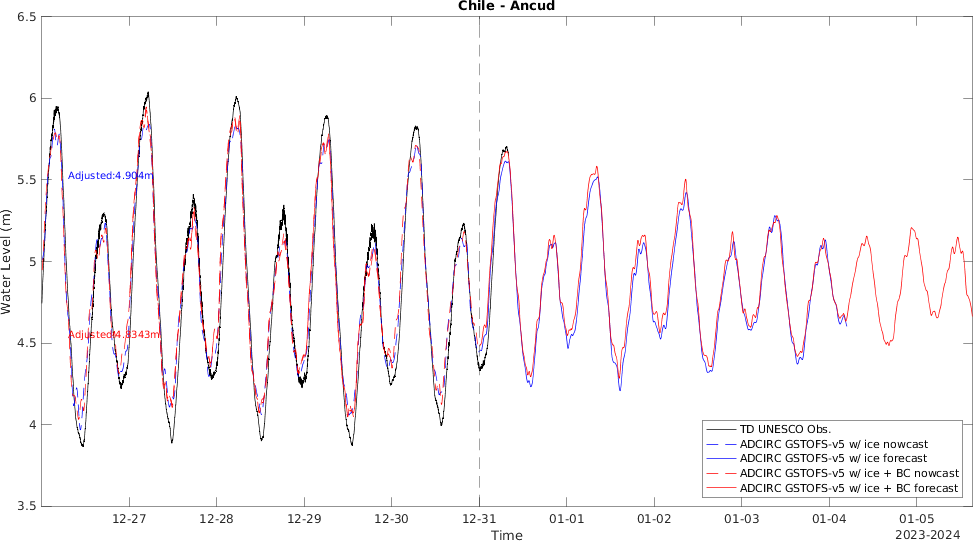 Chile - Ancud
6.5
6
5.5
5
4.5
4
3.5
Water Level (m)
Adjusted:4.904m
Adjusted:4.8343m
12-27
12-28
12-29
12-30
12-31
01-01
01-02
01-03
01-04
01-05
Time
2023-2024
TD UNESCO Obs.
ADCIRC GSTOFS-v5 w/ ice nowcast
ADCIRC GSTOFS-v5 w/ ice forecast
ADCIRC GSTOFS-v5 w/ ice + BC nowcast
ADCIRC GSTOFS-v5 w/ ice + BC forecast